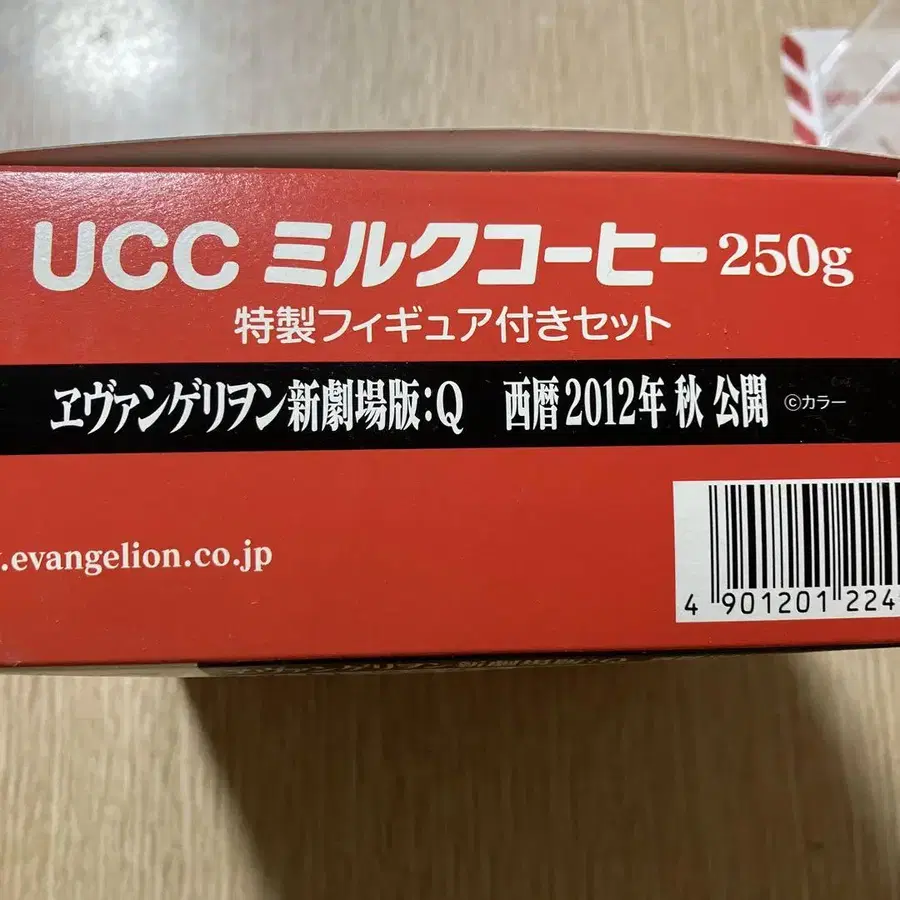 UCC ミルクコーヒー 250g
特製フィギュア付きセット
ヱヴァンゲリヲン新劇場版:Q 西暦2012年 秋 公開 ©カラー
.evangelion.co.jp
4 901201 224